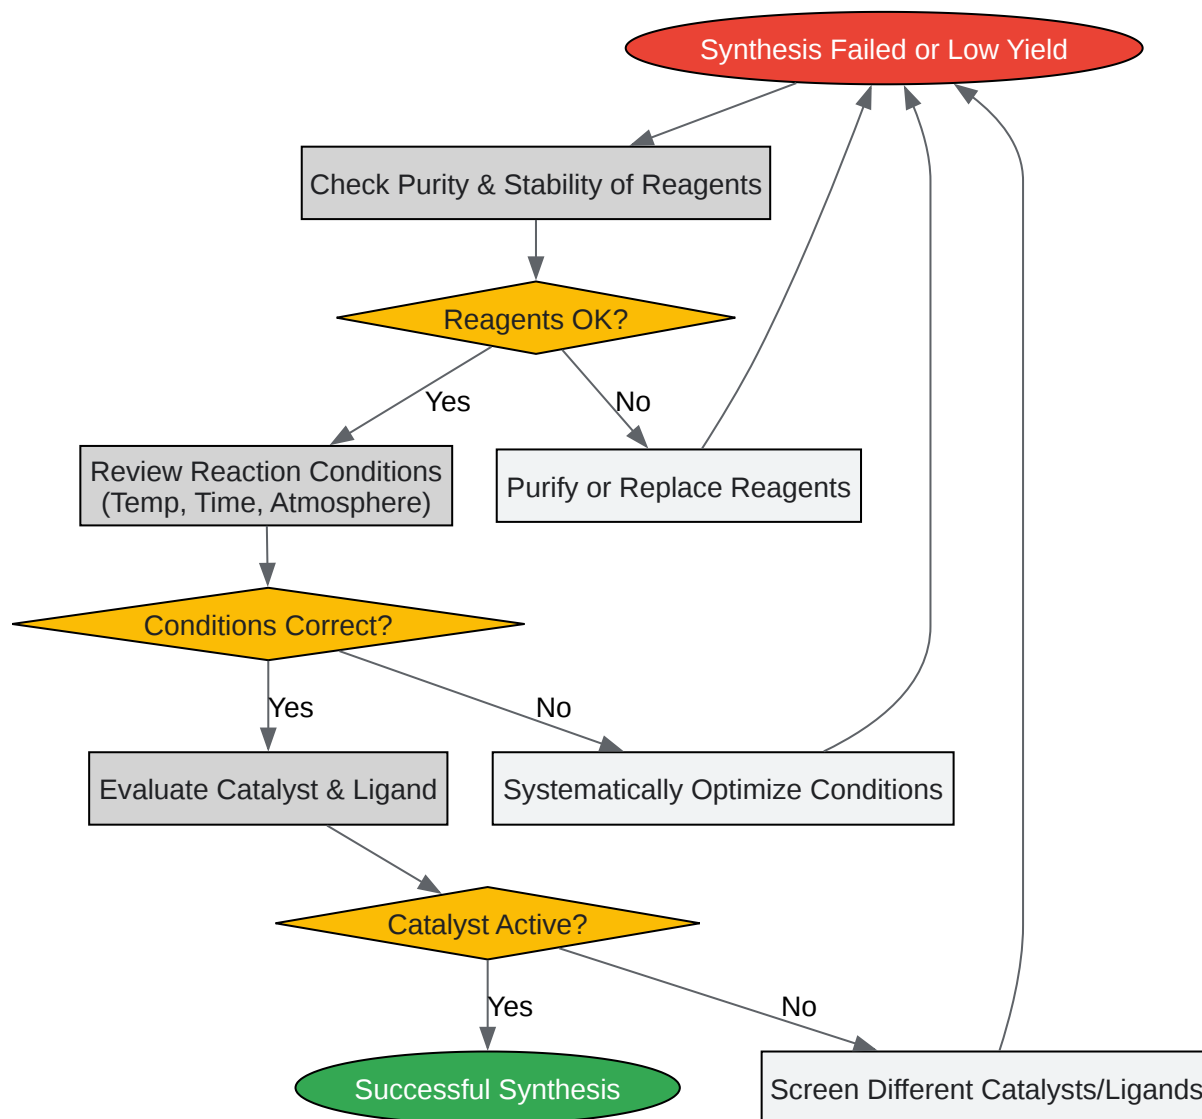 Synthesis Failed or Low Yield
Check Purity & Stability of Reagents
Reagents OK?
Yes
No
Review Reaction Conditions
(Temp, Time, Atmosphere)
Purify or Replace Reagents
Conditions Correct?
Yes
No
Evaluate Catalyst & Ligand
Systematically Optimize Conditions
Catalyst Active?
Yes
No
Successful Synthesis
Screen Different Catalysts/Ligands